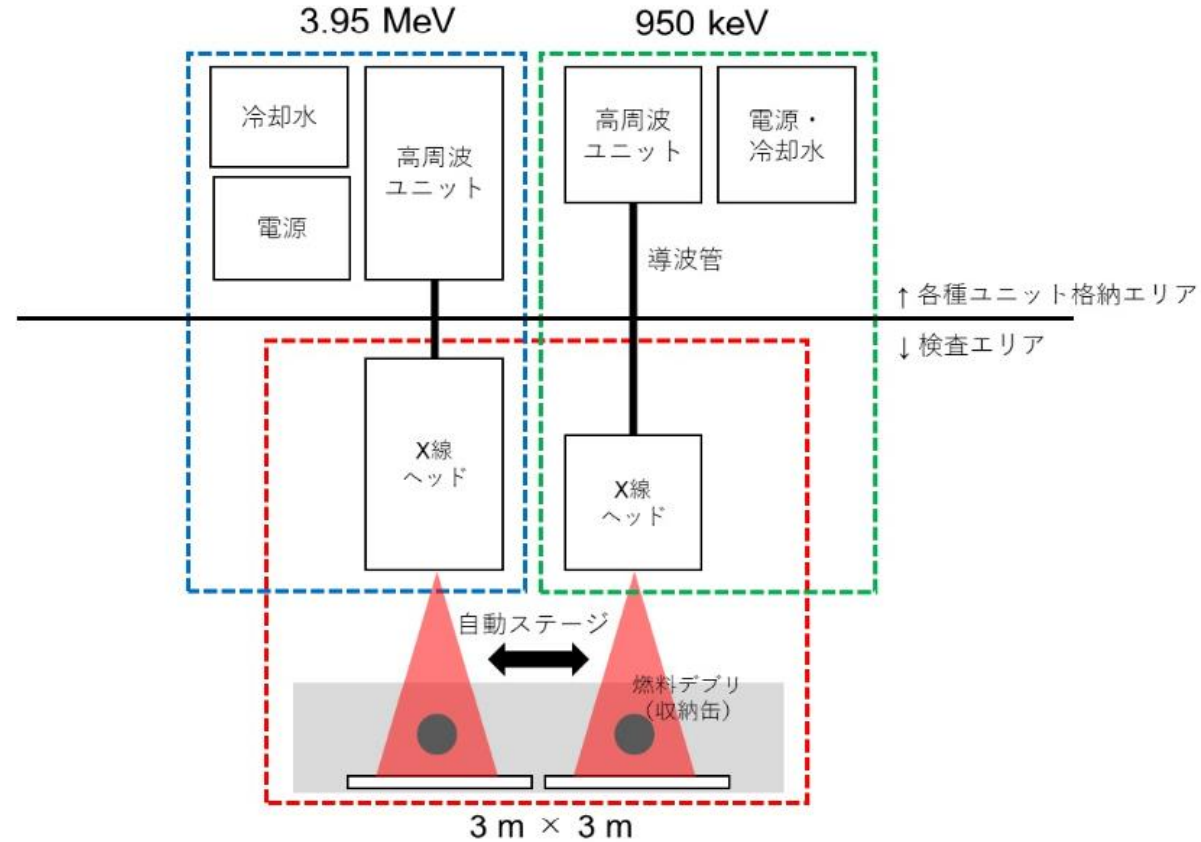 3.95 MeV
950 keV
冷却水
電源
高周波
ユニット
高周波
ユニット
電源・
冷却水
導波管
↑各種ユニット格納エリア
↓検査エリア
X線
ヘッド
X線
ヘッド
自動ステージ
燃料デブリ
(収納缶)
3 m × 3 m